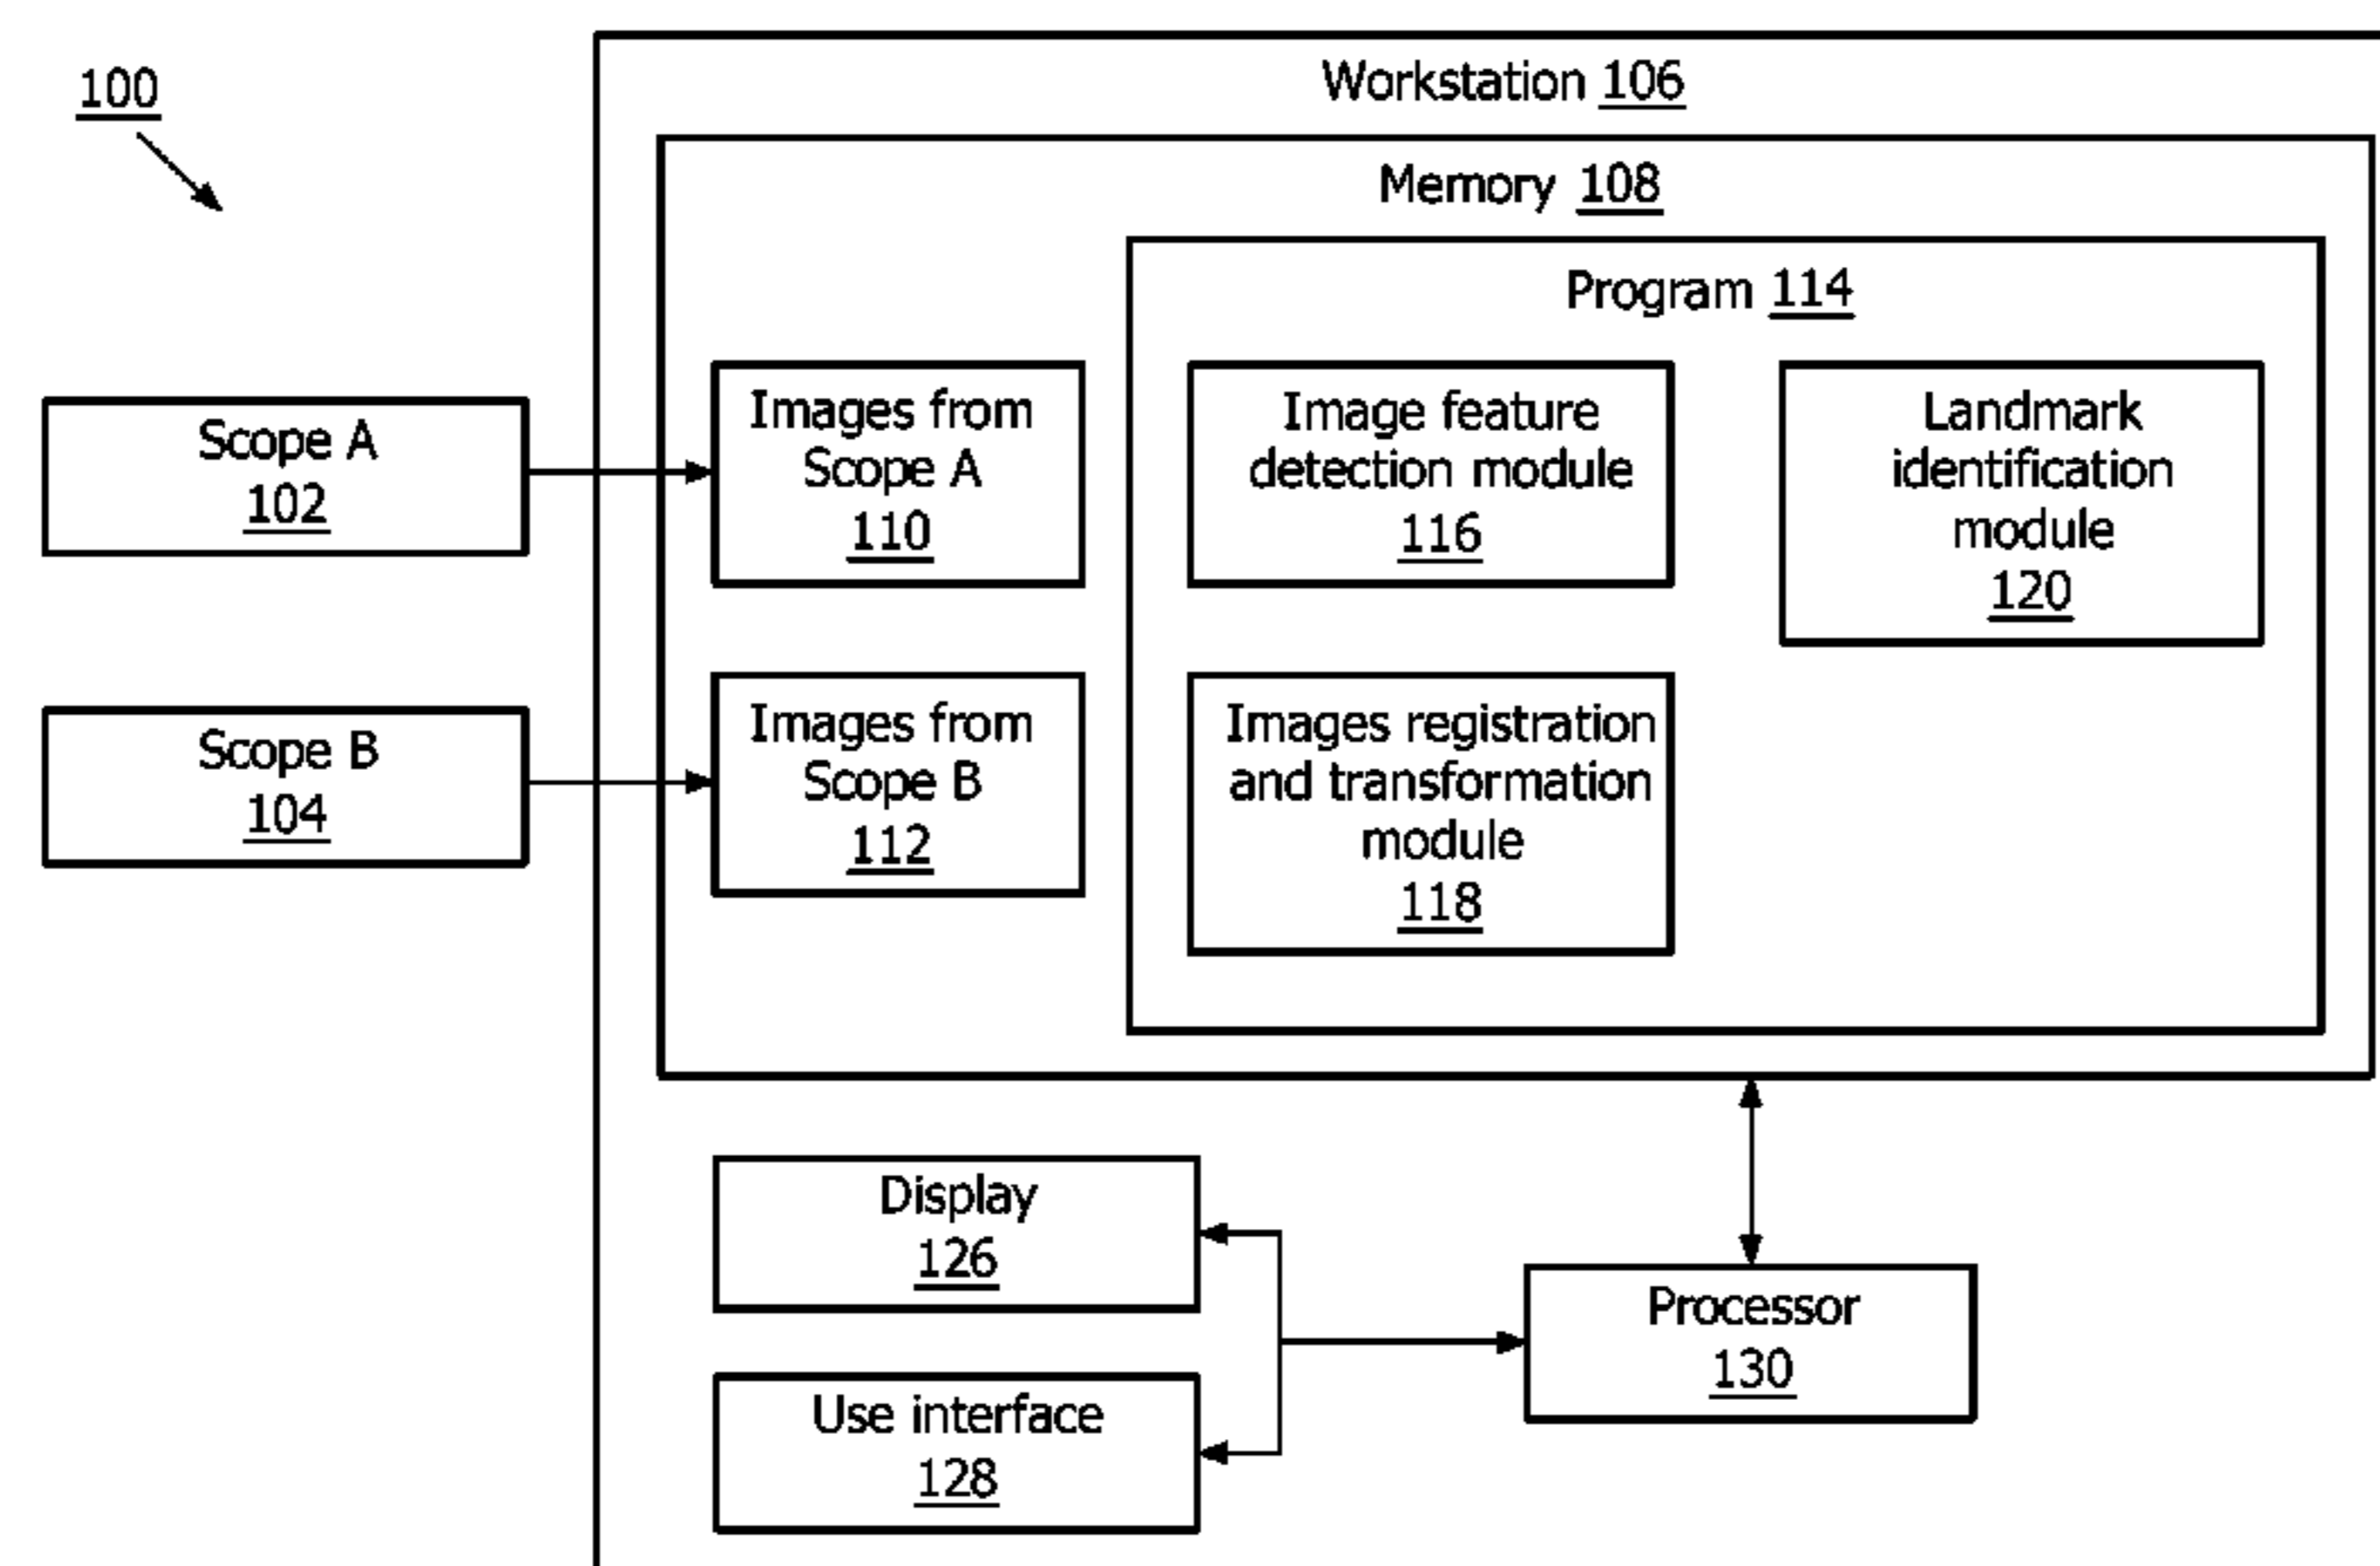 100
Workstation 106
Memory 108
Program 114
Scope A
102
Images from
Scope A
110
Image feature
detection module
116
Landmark
identification
module
120
Scope B
104
Images from
Scope B
112
Images registration
and transformation
module
118
Display
126
Processor
130
Use interface
128